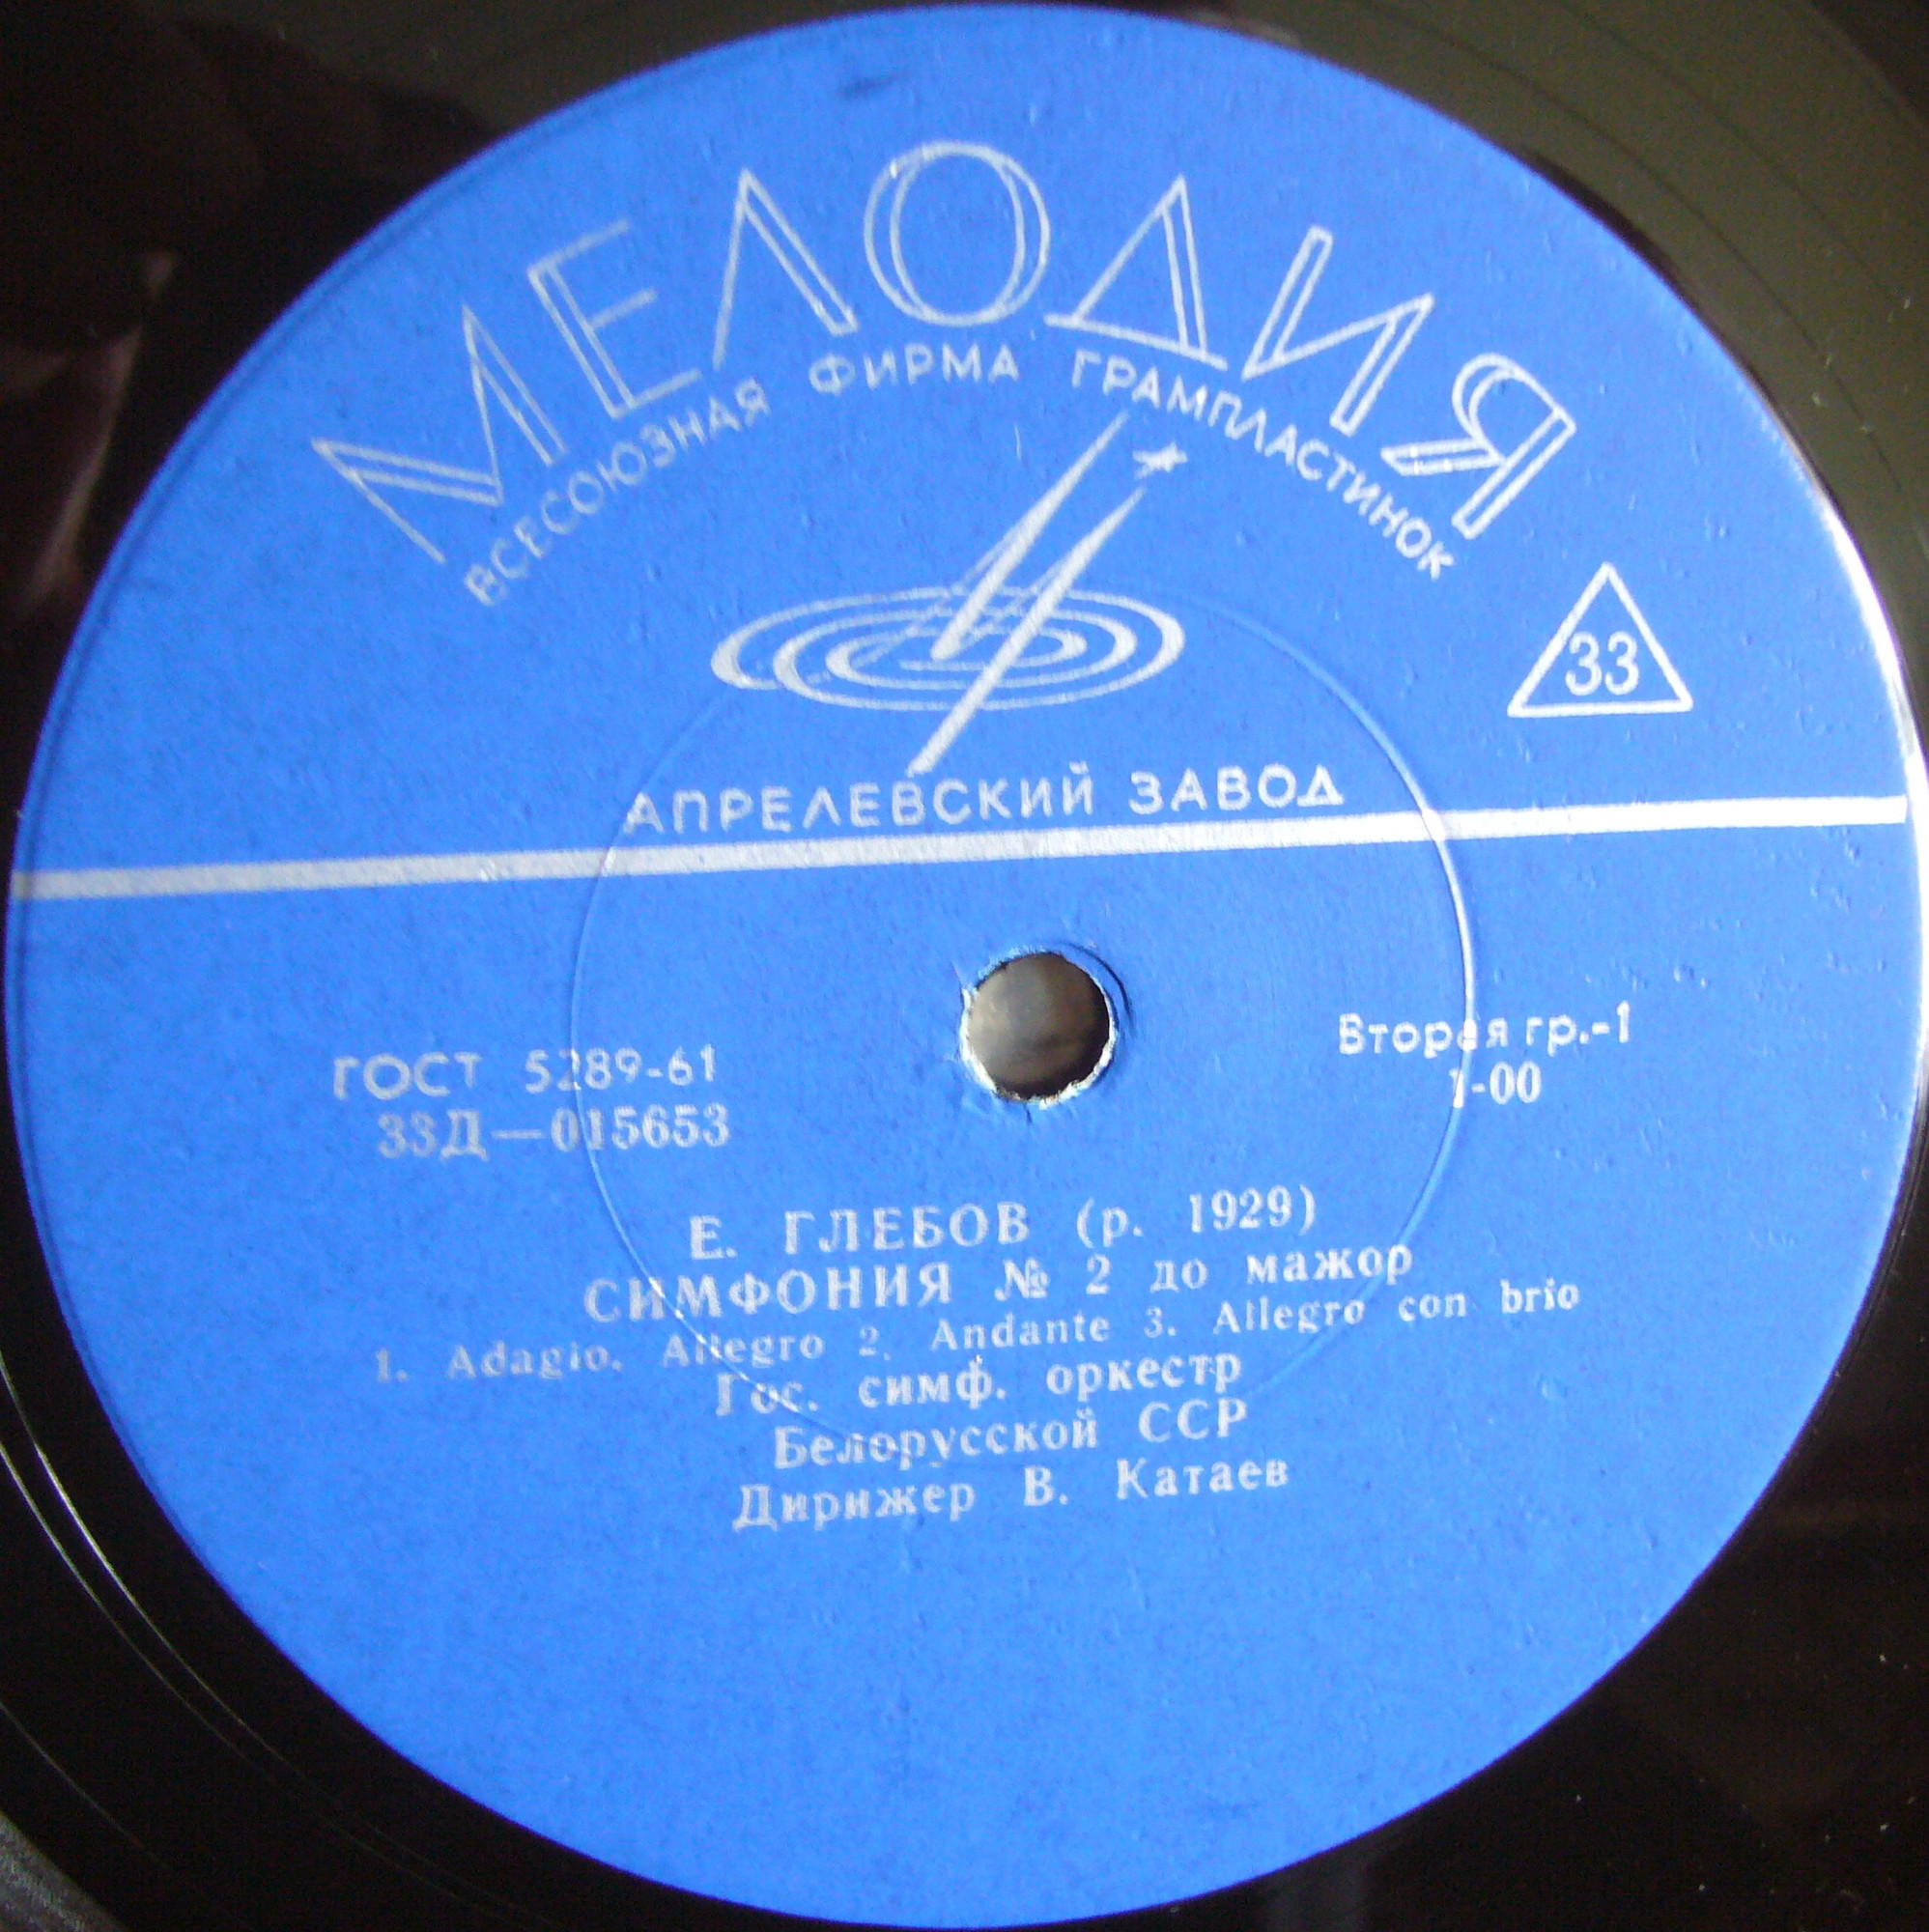 МЕЛОДИЯ
ВСЕСОЮЗНАЯ ФИРМА ГРАМПЛАСТИНОК
33
АПРЕЛЕВСКИЙ ЗАВОД
ГОСТ 5289-61
33Д—015653
Вторая гр.-1
1-00
Е. ГЛЕБОВ (р. 1929)
СИМФОНИЯ № 2 до мажор
1. Adagio. Allegro 2. Andante 3. Allegro con brio
Гос. симф. оркестр
Белорусской ССР
Дирижер В. Катаев